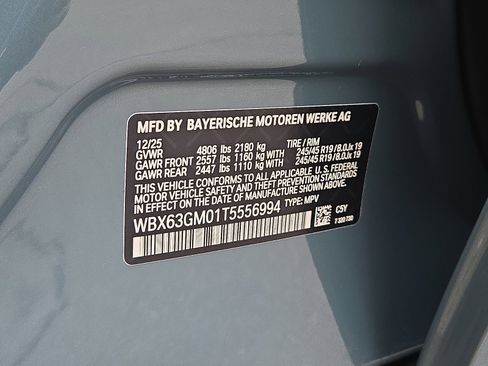 MFD BY BAYERISCHE MOTOREN WERKE AG
12/25 TIRE / RIM
GVWR 4806 lbs 2180 kg
GAWR FRONT 2557 lbs 1160 kg WITH 245/45 R19 / 8.0Jx19
GAWR REAR 2447 lbs 1110 kg WITH 245/45 R19 / 8.0Jx19
THIS VEHICLE CONFORMS TO ALL APPLICABLE U.S. FEDERAL
MOTOR VEHICLE SAFETY STANDARDS IN EFFECT ON THE
DATE OF MANUFACTURE SHOWN ABOVE.
WBX63GM01T5556994 TYPE: MPV
C5Y